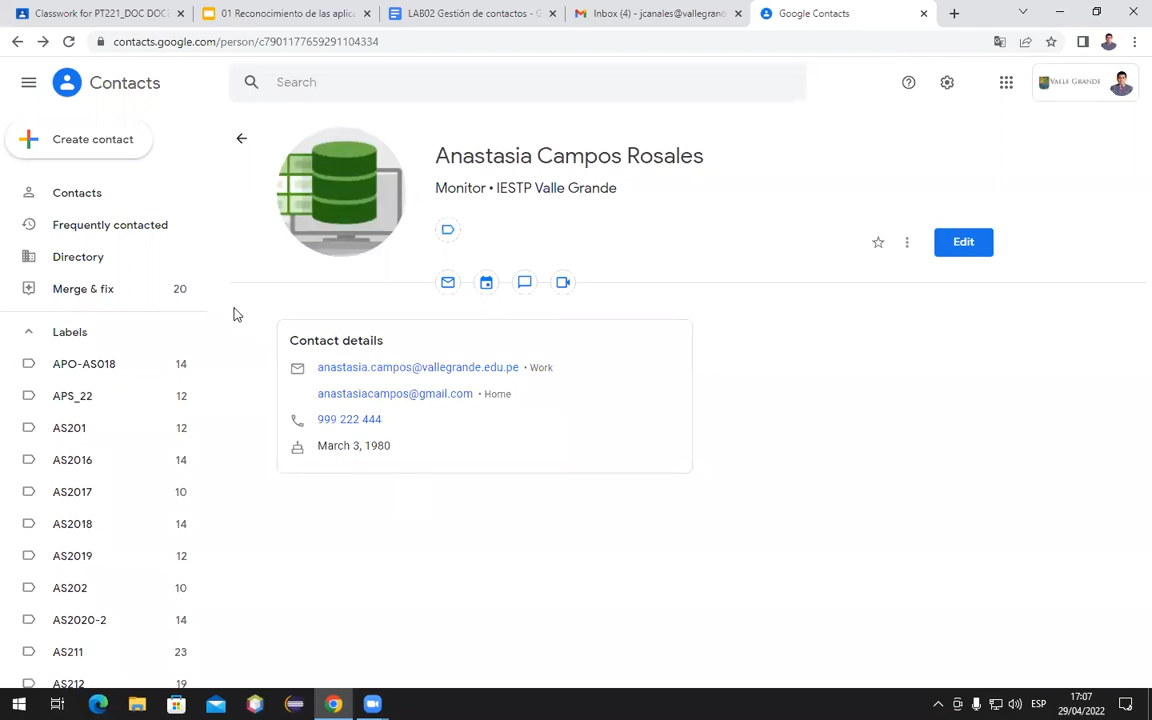 Classwork for PT221_DOC DOC
01 Reconocimiento de las aplic
LAB02 Gestión de contactos - G
Inbox (4) - jcanales@vallegran
Google Contacts
contacts.google.com/person/c7901177659291104334
Contacts
Search
VALLE GRANDE
Create contact
Anastasia Campos Rosales
Monitor • IESTP Valle Grande
Contacts
Frequently contacted
Edit
Directory
Merge & fix 20
Labels
Contact details
APO-AS018 14
anastasia.campos@vallegrande.edu.pe • Work
APS_22 12
anastasiacampos@gmail.com • Home
AS201 12
999 222 444
March 3, 1980
AS2016 14
AS2017 10
AS2018 14
AS2019 12
AS202 10
AS2020-2 14
AS211 23
AS212 19
ESP
17:07
29/04/2022